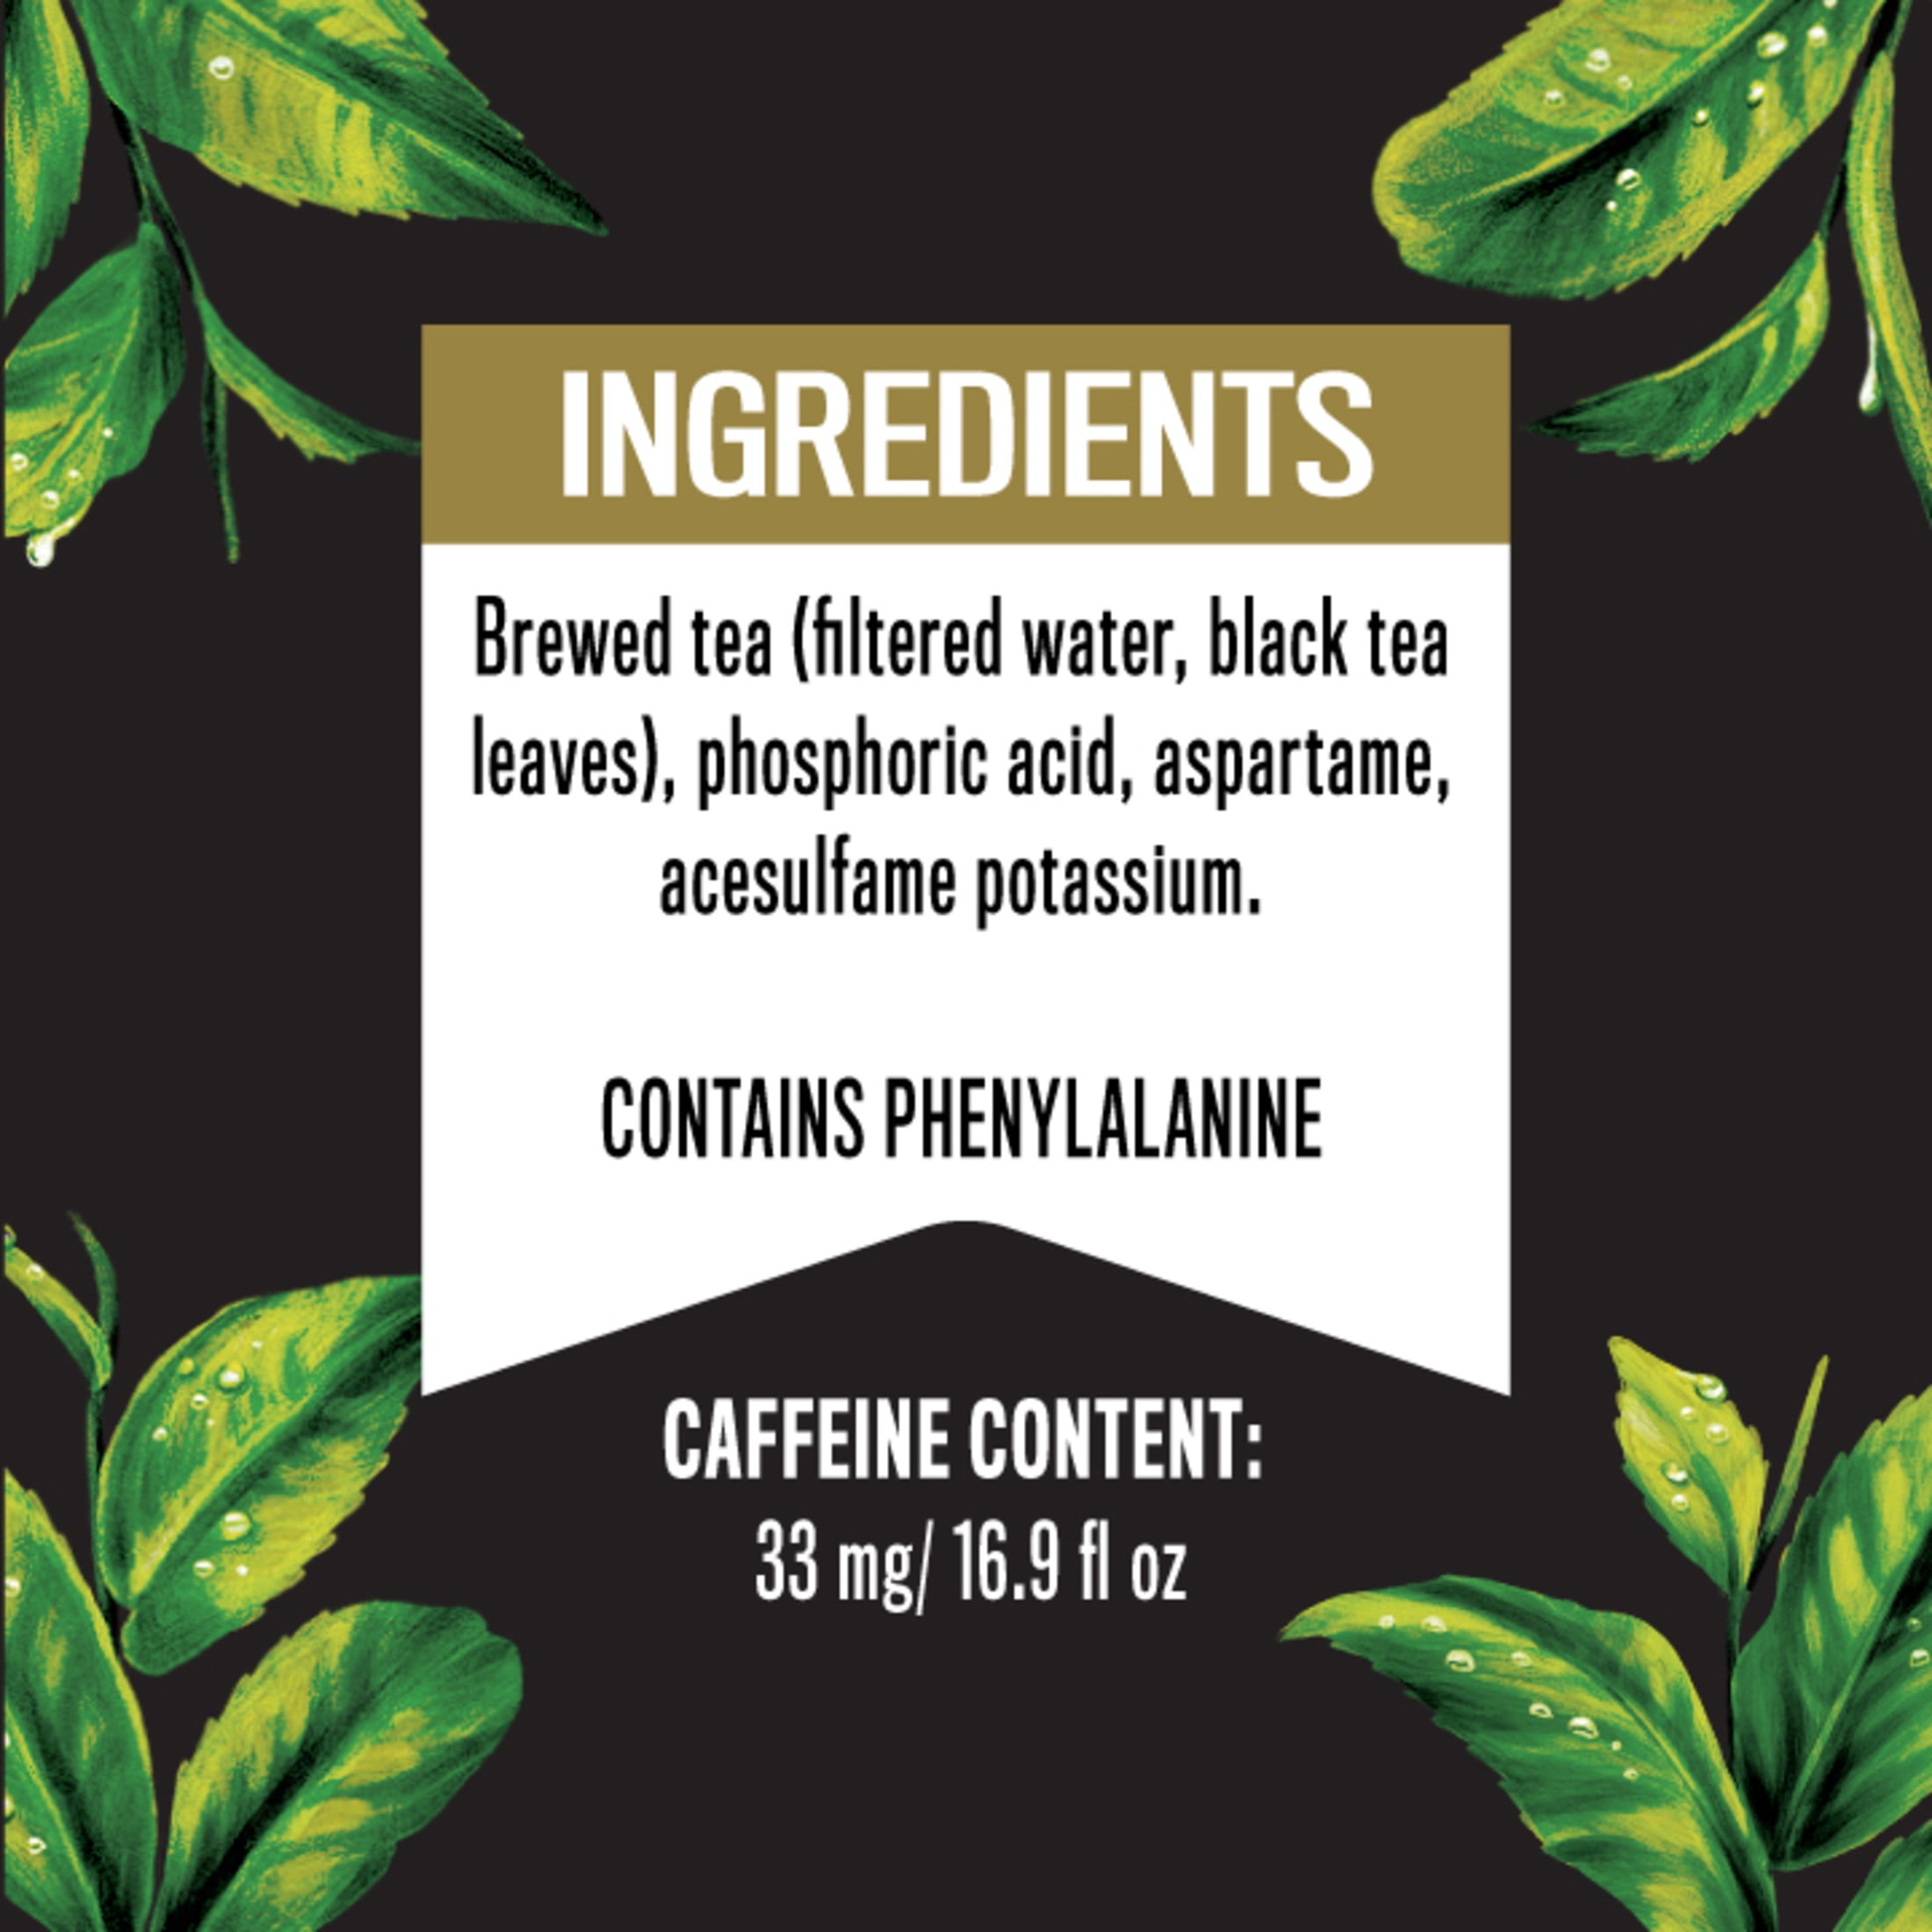 INGREDIENTS
Brewed tea (filtered water, black tea
leaves), phosphoric acid, aspartame,
acesulfame potassium.
CONTAINS PHENYLALANINE
CAFFEINE CONTENT:
33 mg/ 16.9 fl oz